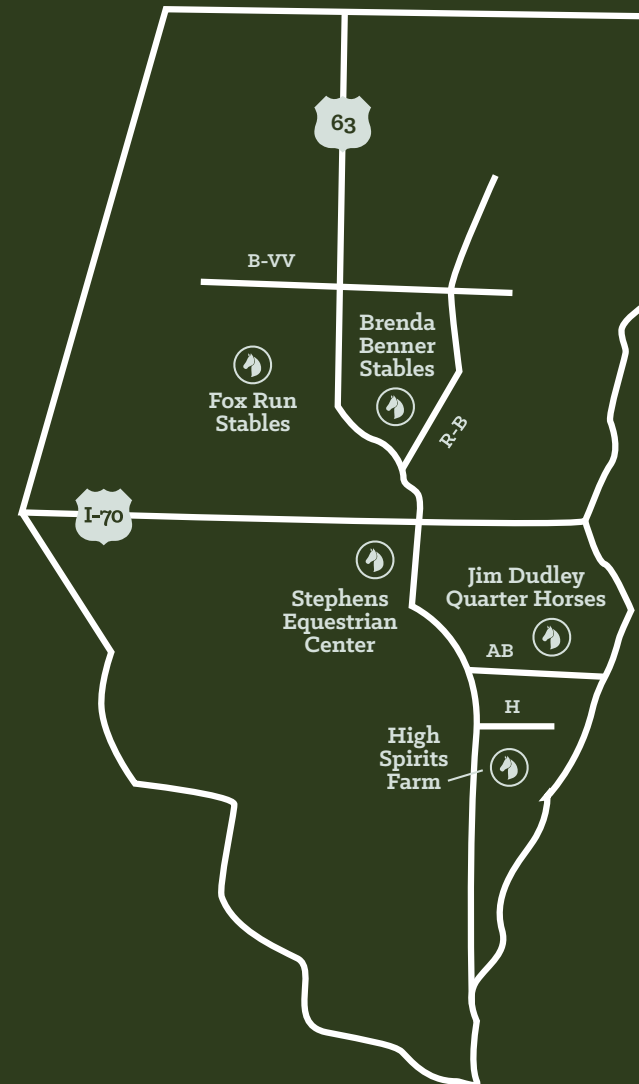 63
B-VV
Brenda
Benner
Stables
Fox Run
Stables
R-B
I-70
Stephens
Equestrian
Center
Jim Dudley
Quarter Horses
AB
H
High
Spirits
Farm